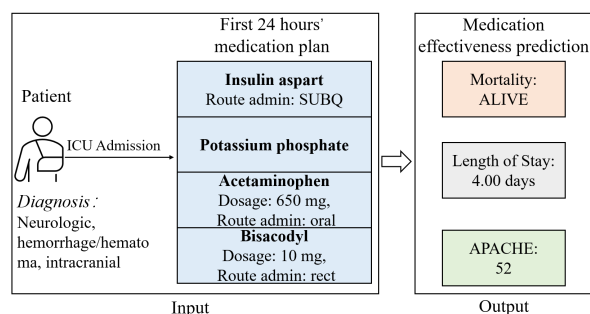 First 24 hours'
medication plan
Patient
ICU Admission
Diagnosis:
Neurologic,
hemorrhage/hemato
ma, intracranial
Insulin aspart
Route admin: SUBQ
Potassium phosphate
Acetaminophen
Dosage: 650 mg,
Route admin: oral
Bisacodyl
Dosage: 10 mg,
Route admin: rect
Input
Medication
effectiveness prediction
Mortality:
ALIVE
Length of Stay:
4.00 days
APACHE:
52
Output